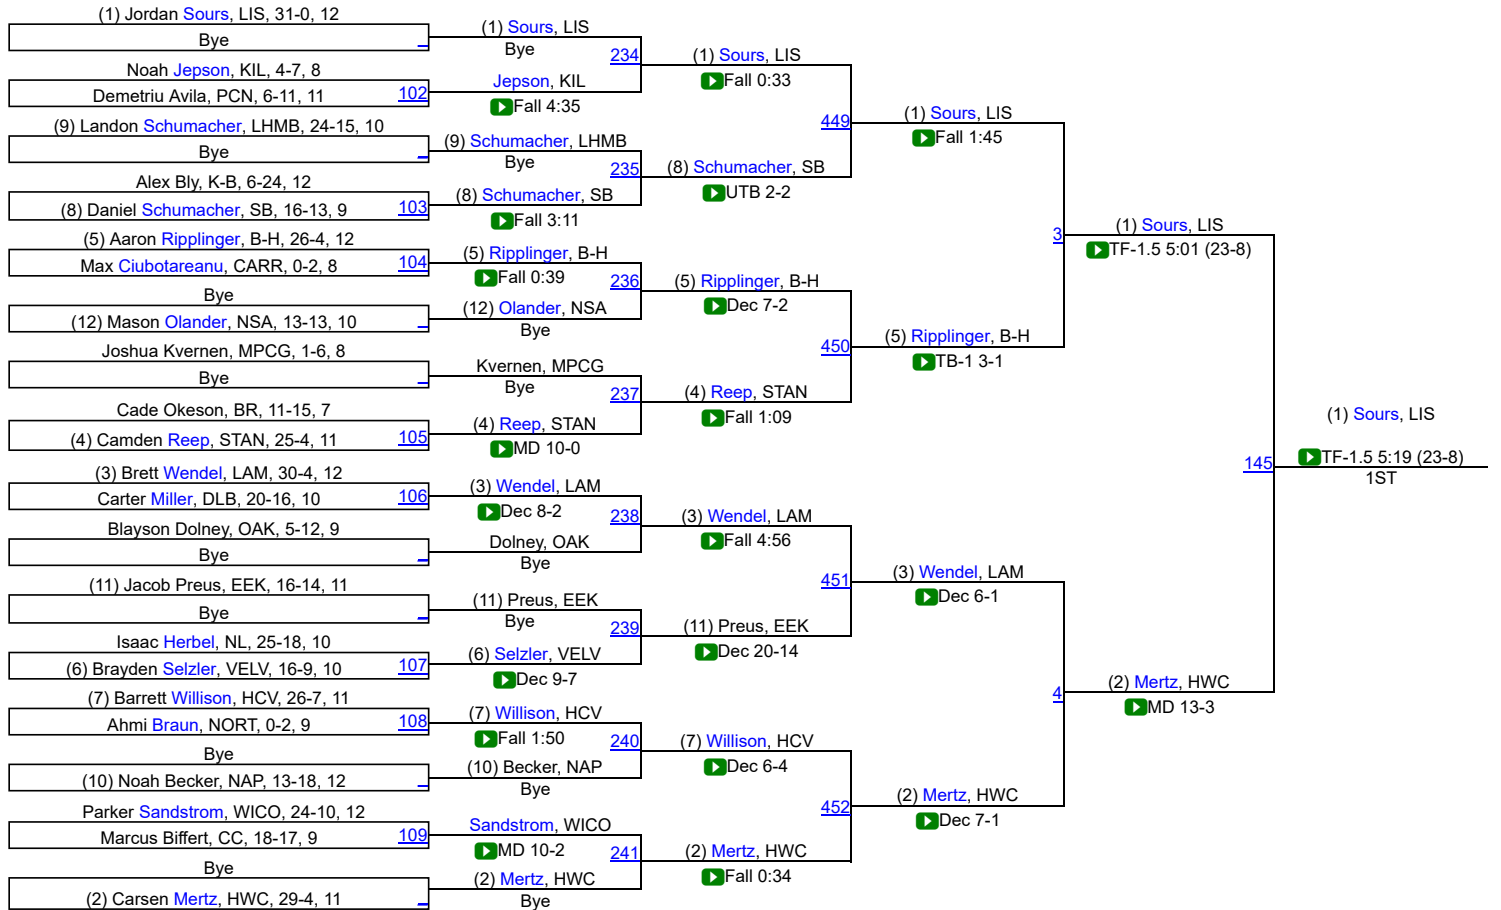 (1) Jordan Sours, LIS, 31-0, 12
Bye
Noah Jepson, KIL, 4-7, 8
Demetriu Avila, PCN, 6-11, 11
102
(9) Landon Schumacher, LHMB, 24-15, 10
Bye
Alex Bly, K-B, 6-24, 12
(8) Daniel Schumacher, SB, 16-13, 9
103
(5) Aaron Ripplinger, B-H, 26-4, 12
Max Ciubotareanu, CARR, 0-2, 8
104
Bye
(12) Mason Olander, NSA, 13-13, 10
Joshua Kvernen, MPCG, 1-6, 8
Bye
Cade Okeson, BR, 11-15, 7
(4) Camden Reep, STAN, 25-4, 11
105
(3) Brett Wendel, LAM, 30-4, 12
Carter Miller, DLB, 20-16, 10
106
Blayson Dolney, OAK, 5-12, 9
Bye
(11) Jacob Preus, EEK, 16-14, 11
Bye
Isaac Herbel, NL, 25-18, 10
(6) Brayden Selzler, VELV, 16-9, 10
107
(7) Barrett Willison, HCV, 26-7, 11
Ahmi Braun, NORT, 0-2, 9
108
Bye
(10) Noah Becker, NAP, 13-18, 12
Parker Sandstrom, WICO, 24-10, 12
Marcus Biffert, CC, 18-17, 9
109
Bye
(2) Carsen Mertz, HWC, 29-4, 11
(1) Sours, LIS
Bye
234
Jepson, KIL
Fall 4:35
(9) Schumacher, LHMB
Bye
235
(8) Schumacher, SB
Fall 3:11
(5) Ripplinger, B-H
Fall 0:39
236
(12) Olander, NSA
Bye
Kvernen, MPCG
Bye
237
(4) Reep, STAN
MD 10-0
(3) Wendel, LAM
Dec 8-2
238
Dolney, OAK
Bye
(11) Preus, EEK
Bye
239
(6) Selzler, VELV
Dec 9-7
(7) Willison, HCV
Fall 1:50
240
(10) Becker, NAP
Bye
Sandstrom, WICO
MD 10-2
241
(2) Mertz, HWC
Bye
(1) Sours, LIS
Fall 0:33
449
(8) Schumacher, SB
UTB 2-2
(5) Ripplinger, B-H
Dec 7-2
450
(4) Reep, STAN
Fall 1:09
(3) Wendel, LAM
Fall 4:56
451
(11) Preus, EEK
Dec 20-14
(7) Willison, HCV
Dec 6-4
452
(2) Mertz, HWC
Fall 0:34
(1) Sours, LIS
Fall 1:45
3
(5) Ripplinger, B-H
TB-1 3-1
(3) Wendel, LAM
Dec 6-1
4
(2) Mertz, HWC
Dec 7-1
(1) Sours, LIS
TF-1.5 5:01 (23-8)
145
(2) Mertz, HWC
MD 13-3
(1) Sours, LIS
TF-1.5 5:19 (23-8)
1ST